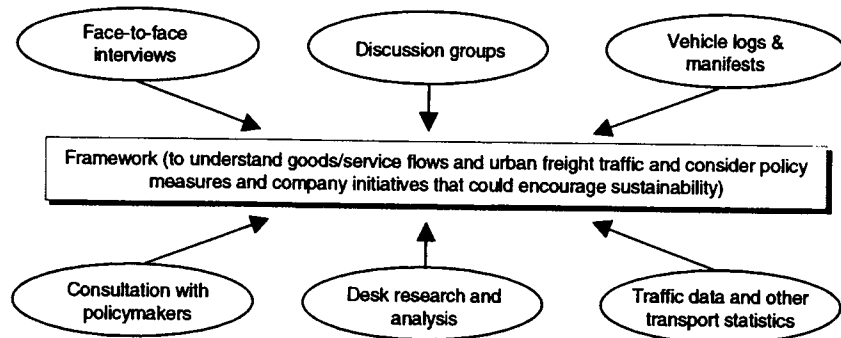 Face-to-face
interviews
Discussion groups
Vehicle logs &
manifests
Framework (to understand goods/service flows and urban freight traffic and consider policy
measures and company initiatives that could encourage sustainability)
Consultation with
policymakers
Desk research and
analysis
Traffic data and other
transport statistics